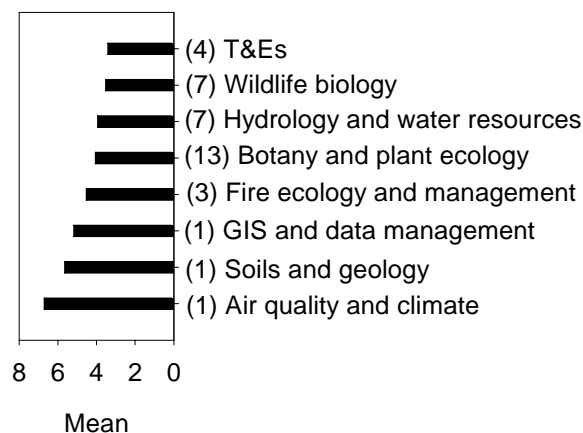 (4) T&Es
(7) Wildlife biology
(7) Hydrology and water resources
(13) Botany and plant ecology
(3) Fire ecology and management
(1) GIS and data management
(1) Soils and geology
(1) Air quality and climate
8 6 4 2 0
Mean